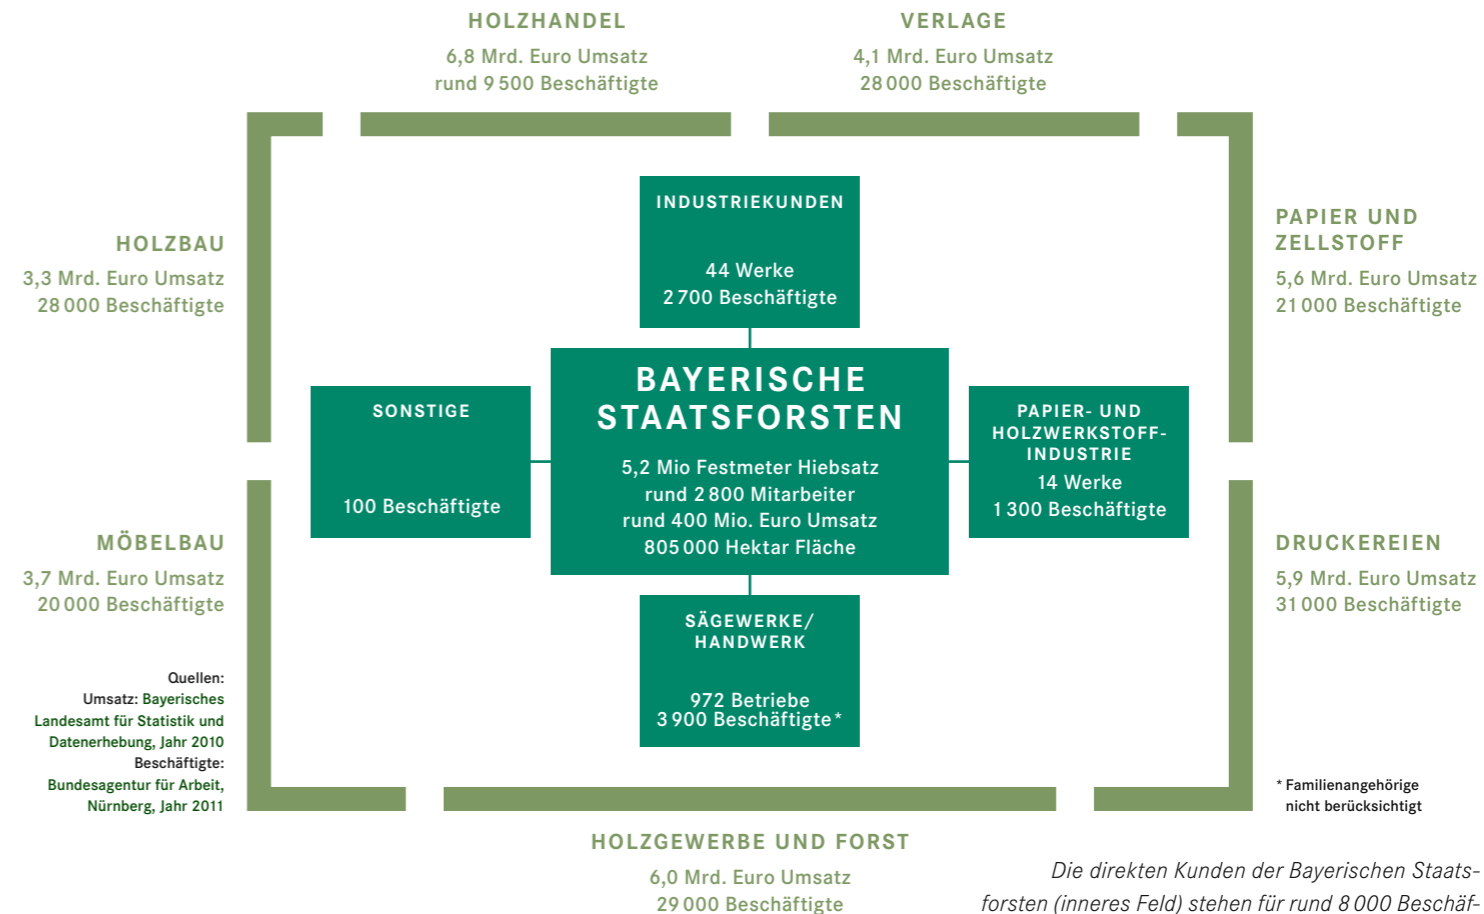 HOLZHANDEL
6,8 Mrd. Euro Umsatz
rund 9 500 Beschäftigte
VERLAGE
4,1 Mrd. Euro Umsatz
28 000 Beschäftigte
HOLZBAU
3,3 Mrd. Euro Umsatz
28 000 Beschäftigte
INDUSTRIEKUNDEN
44 Werke
2 700 Beschäftigte
PAPIER UND
ZELLSTOFF
5,6 Mrd. Euro Umsatz
21 000 Beschäftigte
SONSTIGE
100 Beschäftigte
BAYERISCHE
STAATSFORSTEN
5,2 Mio Festmeter Hiebsatz
rund 2 800 Mitarbeiter
rund 400 Mio. Euro Umsatz
805 000 Hektar Fläche
PAPIER- UND
HOLZWERKSTOFF-
INDUSTRIE
14 Werke
1 300 Beschäftigte
MÖBELBAU
3,7 Mrd. Euro Umsatz
20 000 Beschäftigte
DRUCKEREIEN
5,9 Mrd. Euro Umsatz
31 000 Beschäftigte
SÄGEWERKE/
HANDWERK
972 Betriebe
3 900 Beschäftigte *
Quellen:
Umsatz: Bayerisches
Landesamt für Statistik und
Datenerhebung, Jahr 2010
Beschäftigte:
Bundesagentur für Arbeit,
Nürnberg, Jahr 2011
* Familienangehörige
nicht berücksichtigt
HOLZGEWERBE UND FORST
6,0 Mrd. Euro Umsatz
29 000 Beschäftigte
Die direkten Kunden der Bayerischen Staats-
forsten (inneres Feld) stehen für rund 8 000 Beschäf-